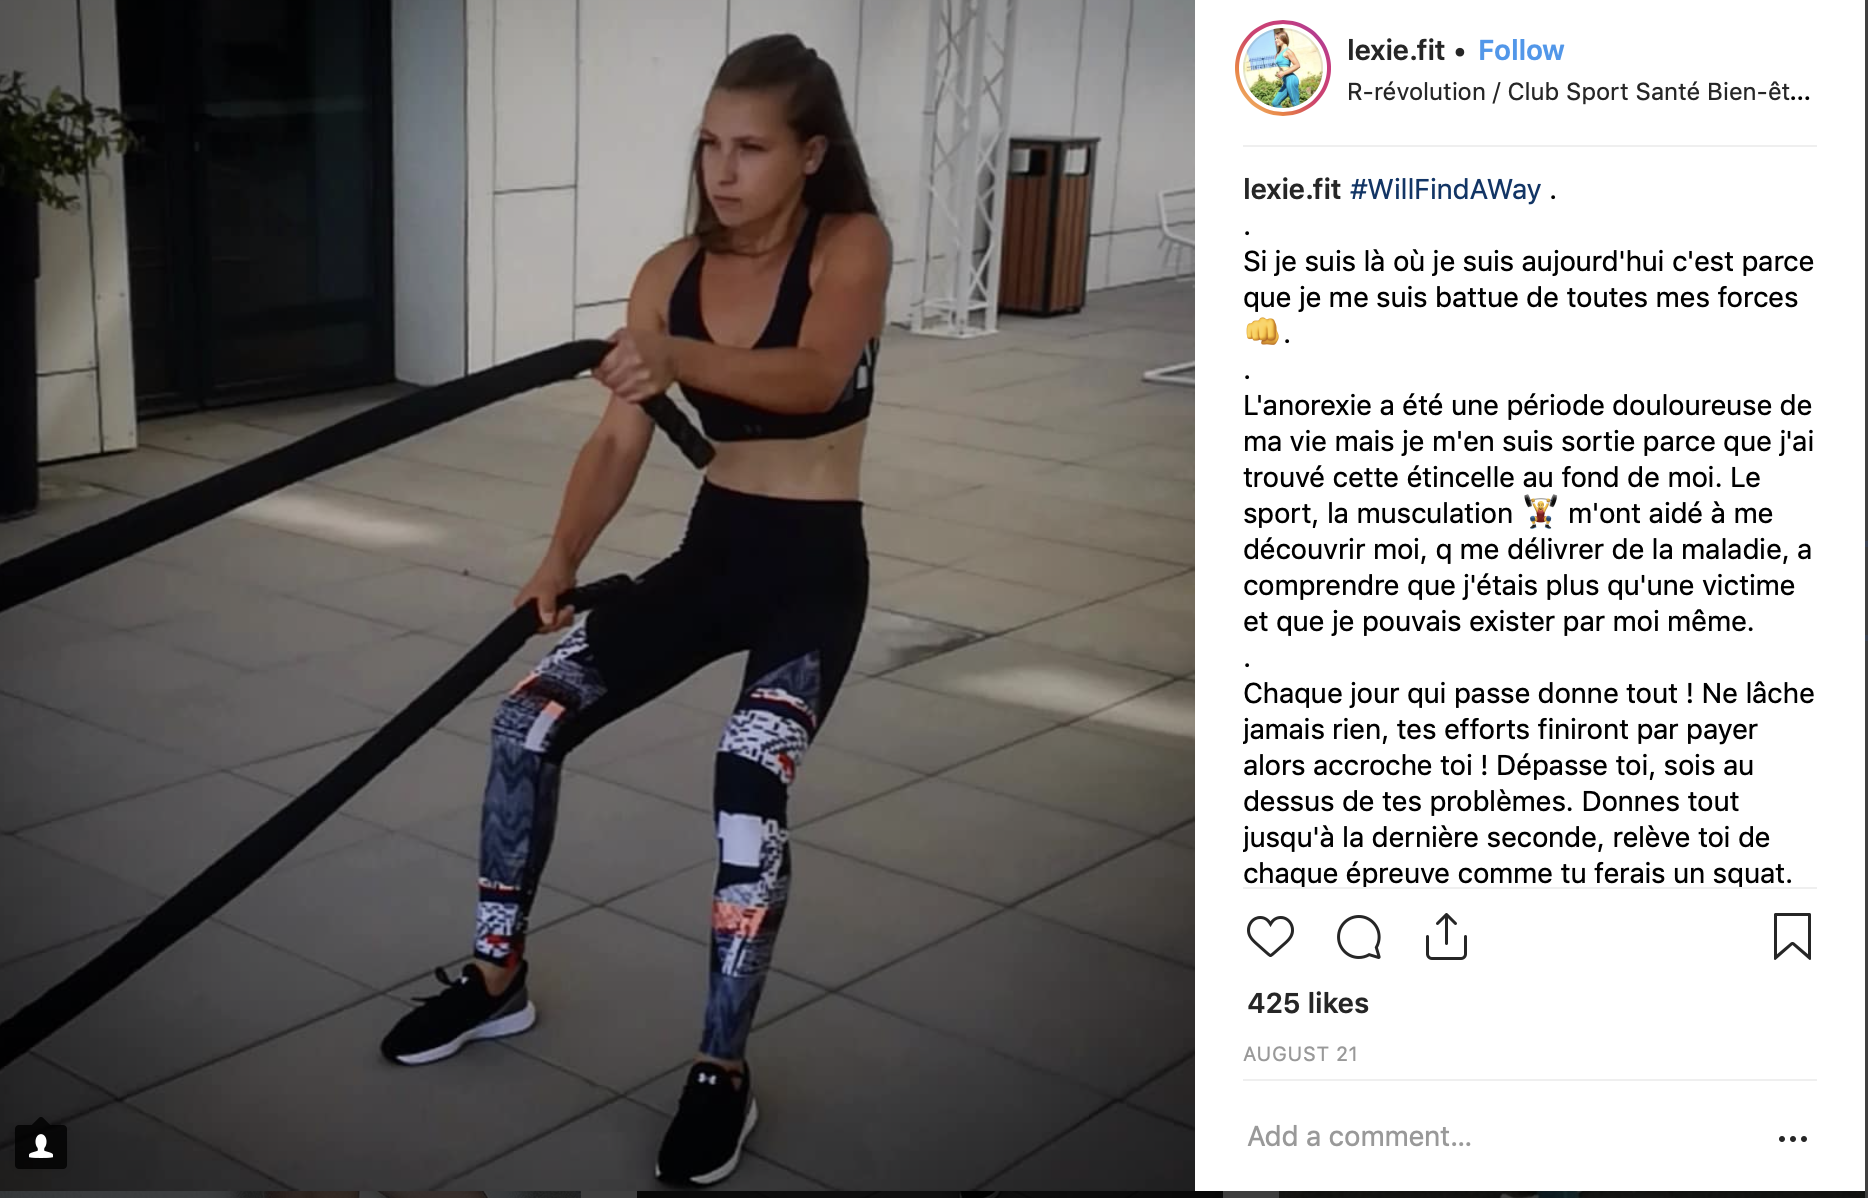 lexie.fit • Follow
R-révolution / Club Sport Santé Bien-êt...
lexie.fit #WillFindAWay .
.
Si je suis là où je suis aujourd'hui c'est parce
que je me suis battue de toutes mes forces
👊.
.
L'anorexie a été une période douloureuse de
ma vie mais je m'en suis sortie parce que j'ai
trouvé cette étincelle au fond de moi. Le
sport, la musculation 🏋️ m'ont aidé à me
découvrir moi, q me délivrer de la maladie, a
comprendre que j'étais plus qu'une victime
et que je pouvais exister par moi même.
.
Chaque jour qui passe donne tout ! Ne lâche
jamais rien, tes efforts finiront par payer
alors accroche toi ! Dépasse toi, sois au
dessus de tes problèmes. Donnes tout
jusqu'à la dernière seconde, relève toi de
chaque épreuve comme tu ferais un squat.
425 likes
AUGUST 21
Add a comment...